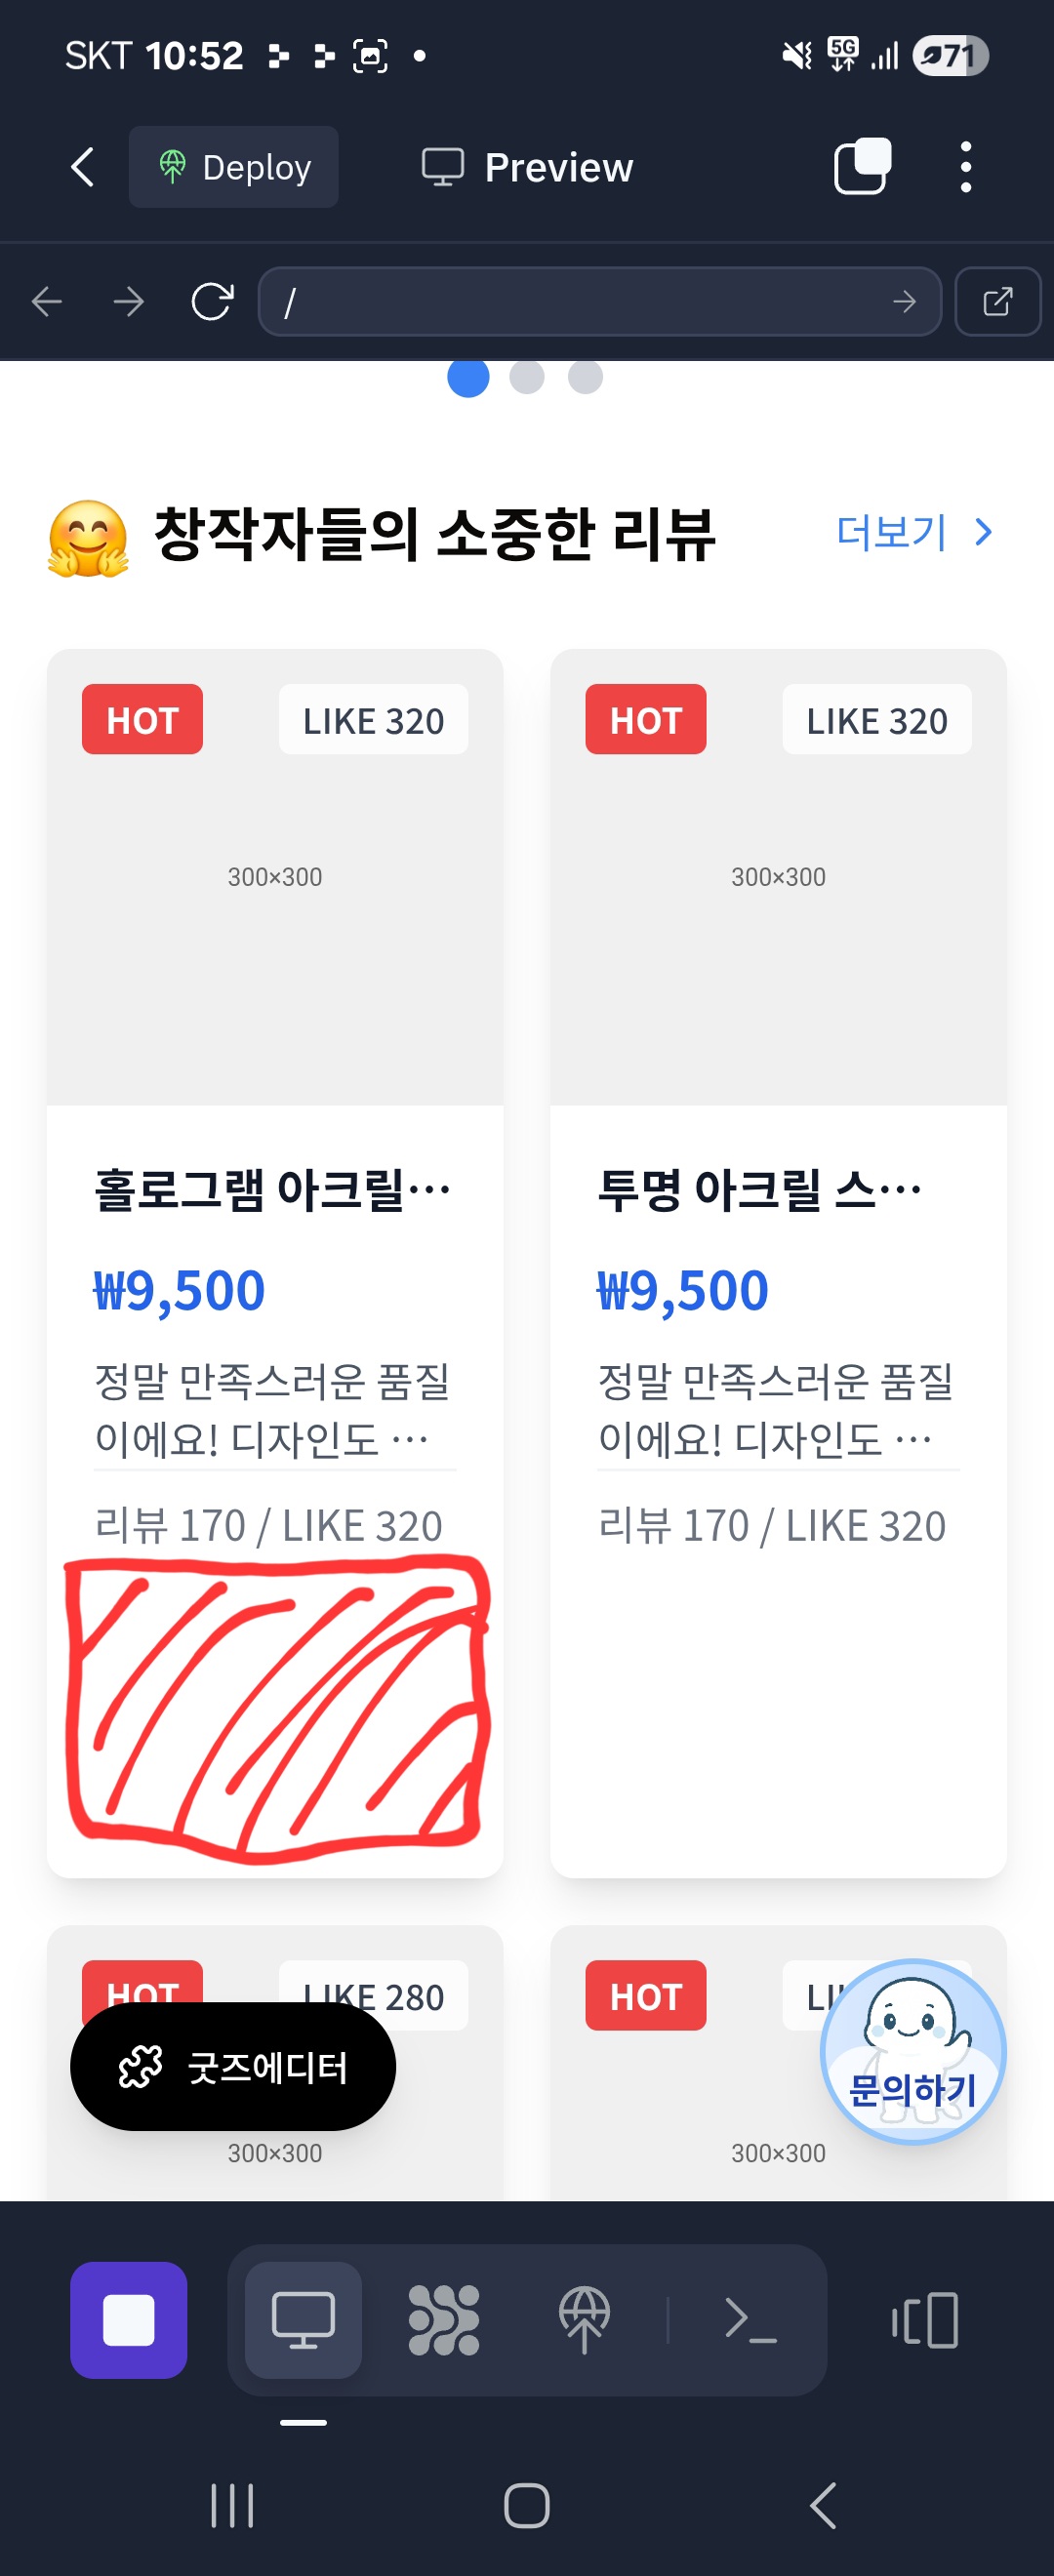 SKT 10:52
5G
71
Deploy
Preview
/
창작자들의 소중한 리뷰
더보기
HOT
LIKE 320
HOT
LIKE 320
300×300
300×300
홀로그램 아크릴…
투명 아크릴 스…
₩9,500
₩9,500
정말 만족스러운 품질
이에요! 디자인도 …
정말 만족스러운 품질
이에요! 디자인도 …
리뷰 170 / LIKE 320
리뷰 170 / LIKE 320
HOT
LIKE 280
HOT
굿즈에디터
문의하기
300×300
300×300